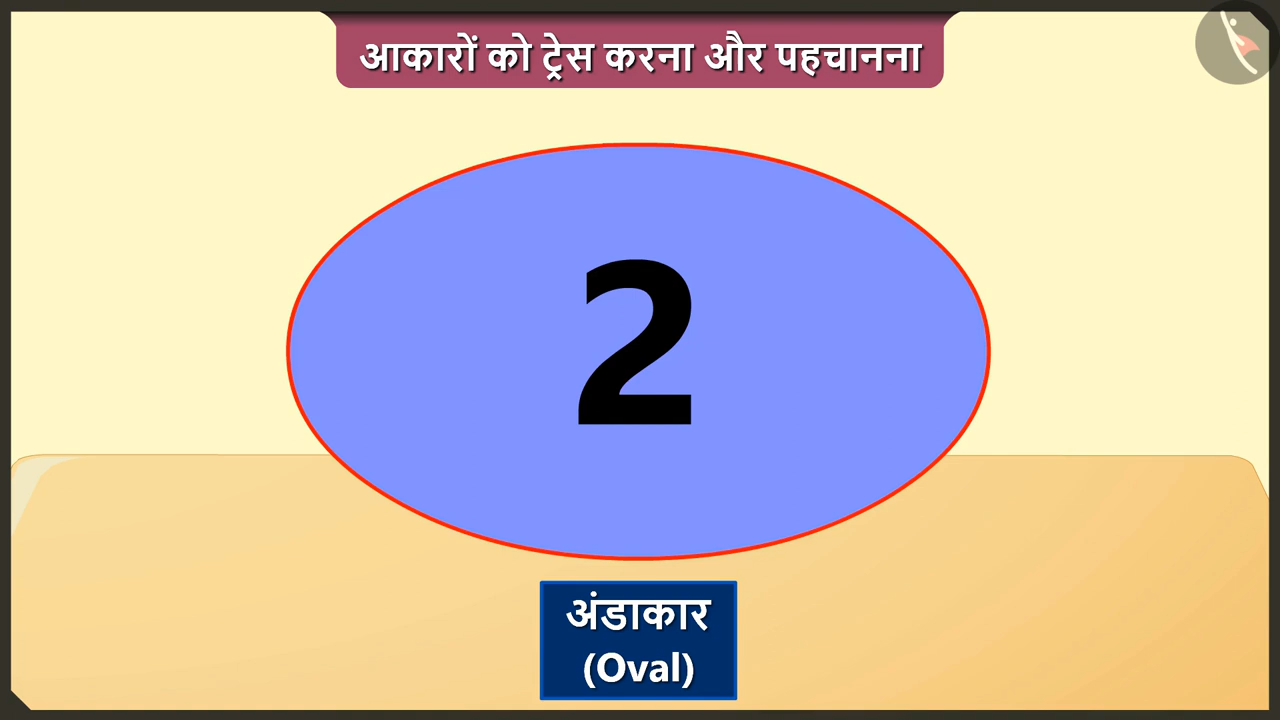 आकारों को ट्रेस करना और पहचानना
2
अंडाकार
(Oval)